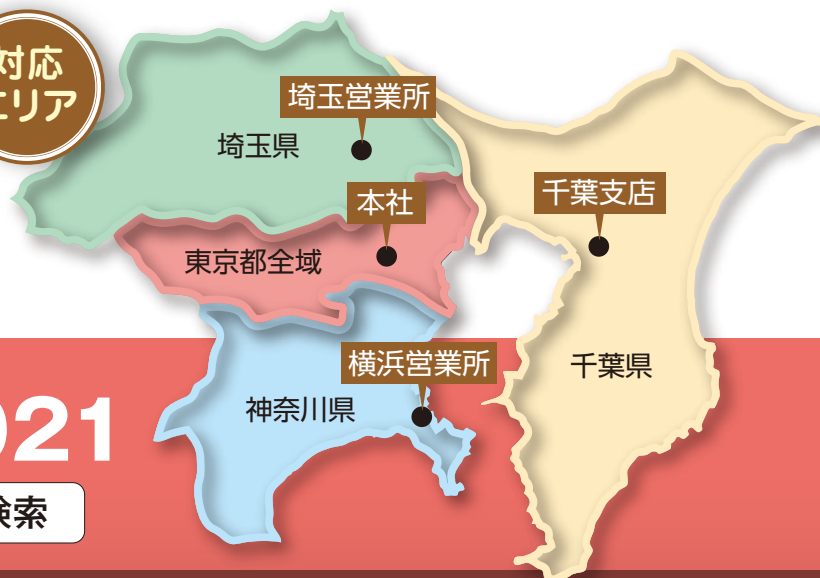 対応
エリア
埼玉営業所
埼玉県
本社
千葉支店
東京都全域
横浜営業所
千葉県
神奈川県
021
検索